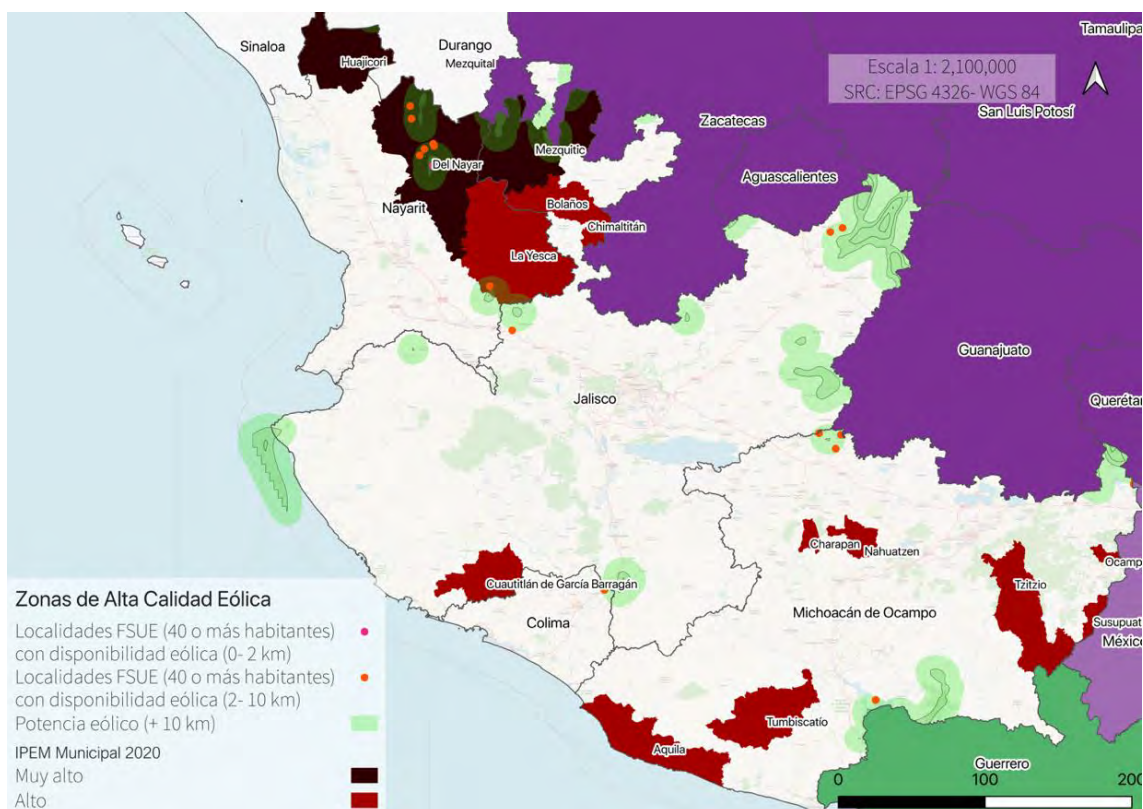 Tamaulipa
Sinaloa
Durango
Huajicorí
Mezquital
Escala 1: 2,100,000
SRC: EPSG 4326- WGS 84
San Luis Potosí
Zacatecas
Mezquitic
Del Nayar
Aguascalientes
Nayarit
Bolaños
Chimaltitán
La Yesca
Guanajuato
Jalisco
Querétar
Charapan
Nahuatzen
Ocamp
Cuautitlán de García Barragán
Tzitzio
Michoacán de Ocampo
Colima
Susupuat
México
Tumbiscatío
Aquila
Guerrero
Zonas de Alta Calidad Eólica
Localidades FSUE (40 o más habitantes)
con disponibilidad eólica (0- 2 km)
Localidades FSUE (40 o más habitantes)
con disponibilidad eólica (2- 10 km)
Potencia eólico (+ 10 km)
IPEM Municipal 2020
Muy alto
Alto
0
100
200